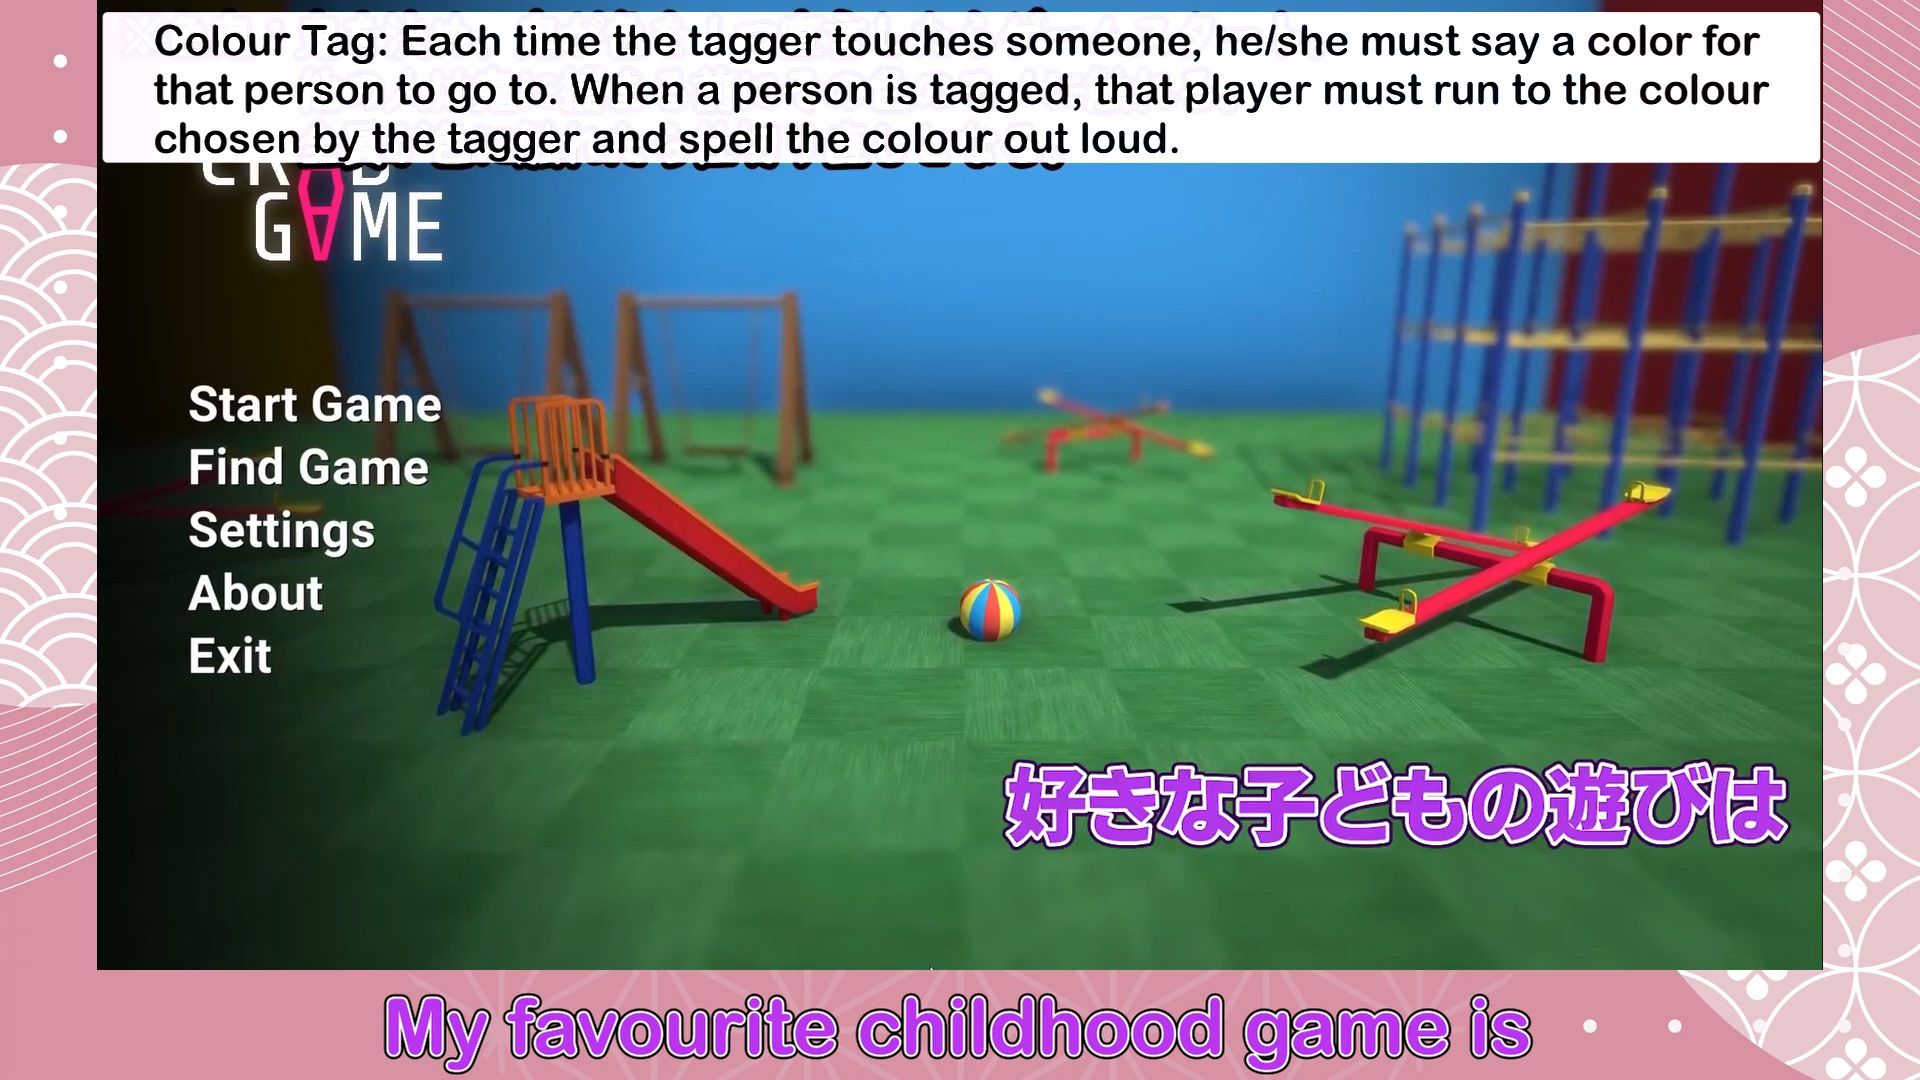 Colour Tag: Each time the tagger touches someone, he/she must say a color for
that person to go to. When a person is tagged, that player must run to the colour
chosen by the tagger and spell the colour out loud.
GAME
Start Game
Find Game
Settings
About
Exit
好きな子どもの遊びは
My favourite childhood game is